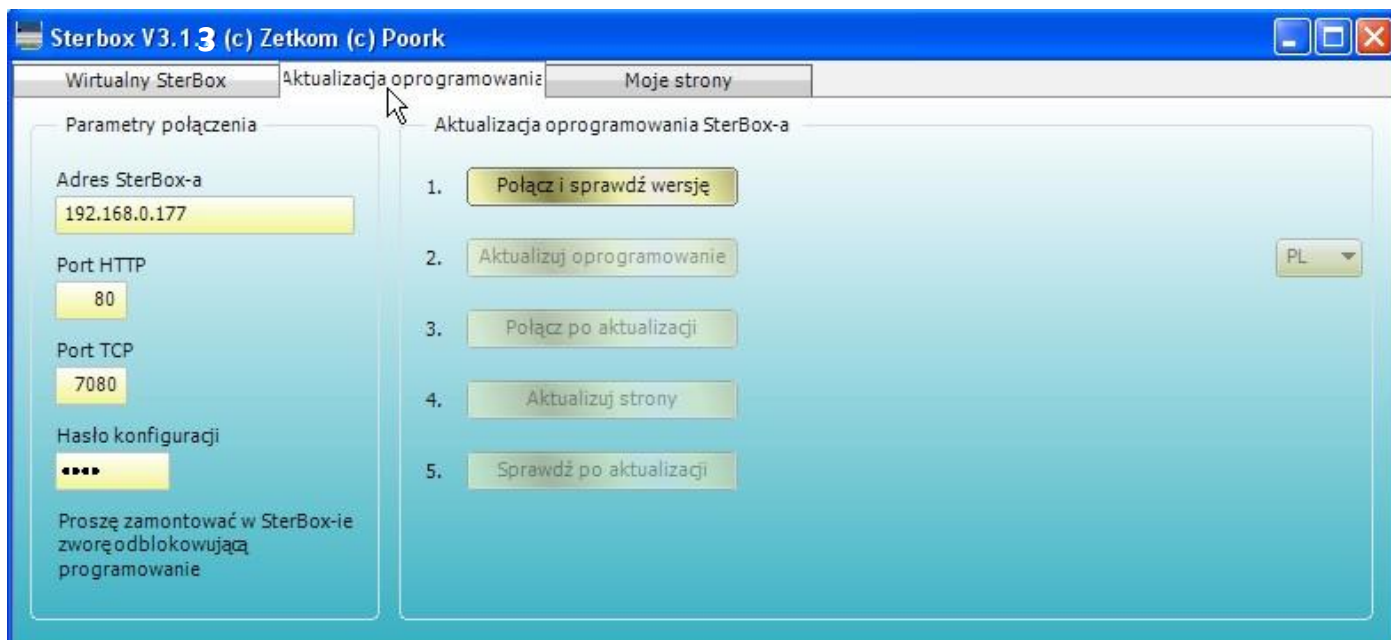 Sterbox V3.1.3 (c) Zetkom (c) Poork
Wirtualny SterBox
Aktualizacja oprogramowania
Moje strony
Parametry połączenia
Adres SterBox-a
192.168.0.177
Port HTTP
80
Port TCP
7080
Hasło konfiguracji
••••
Proszę zamontować w SterBox-ie
zworę odblokowującą
programowanie
Aktualizacja oprogramowania SterBox-a
1. Połącz i sprawdź wersję
2. Aktualizuj oprogramowanie
PL
3. Połącz po aktualizacji
4. Aktualizuj strony
5. Sprawdź po aktualizacji